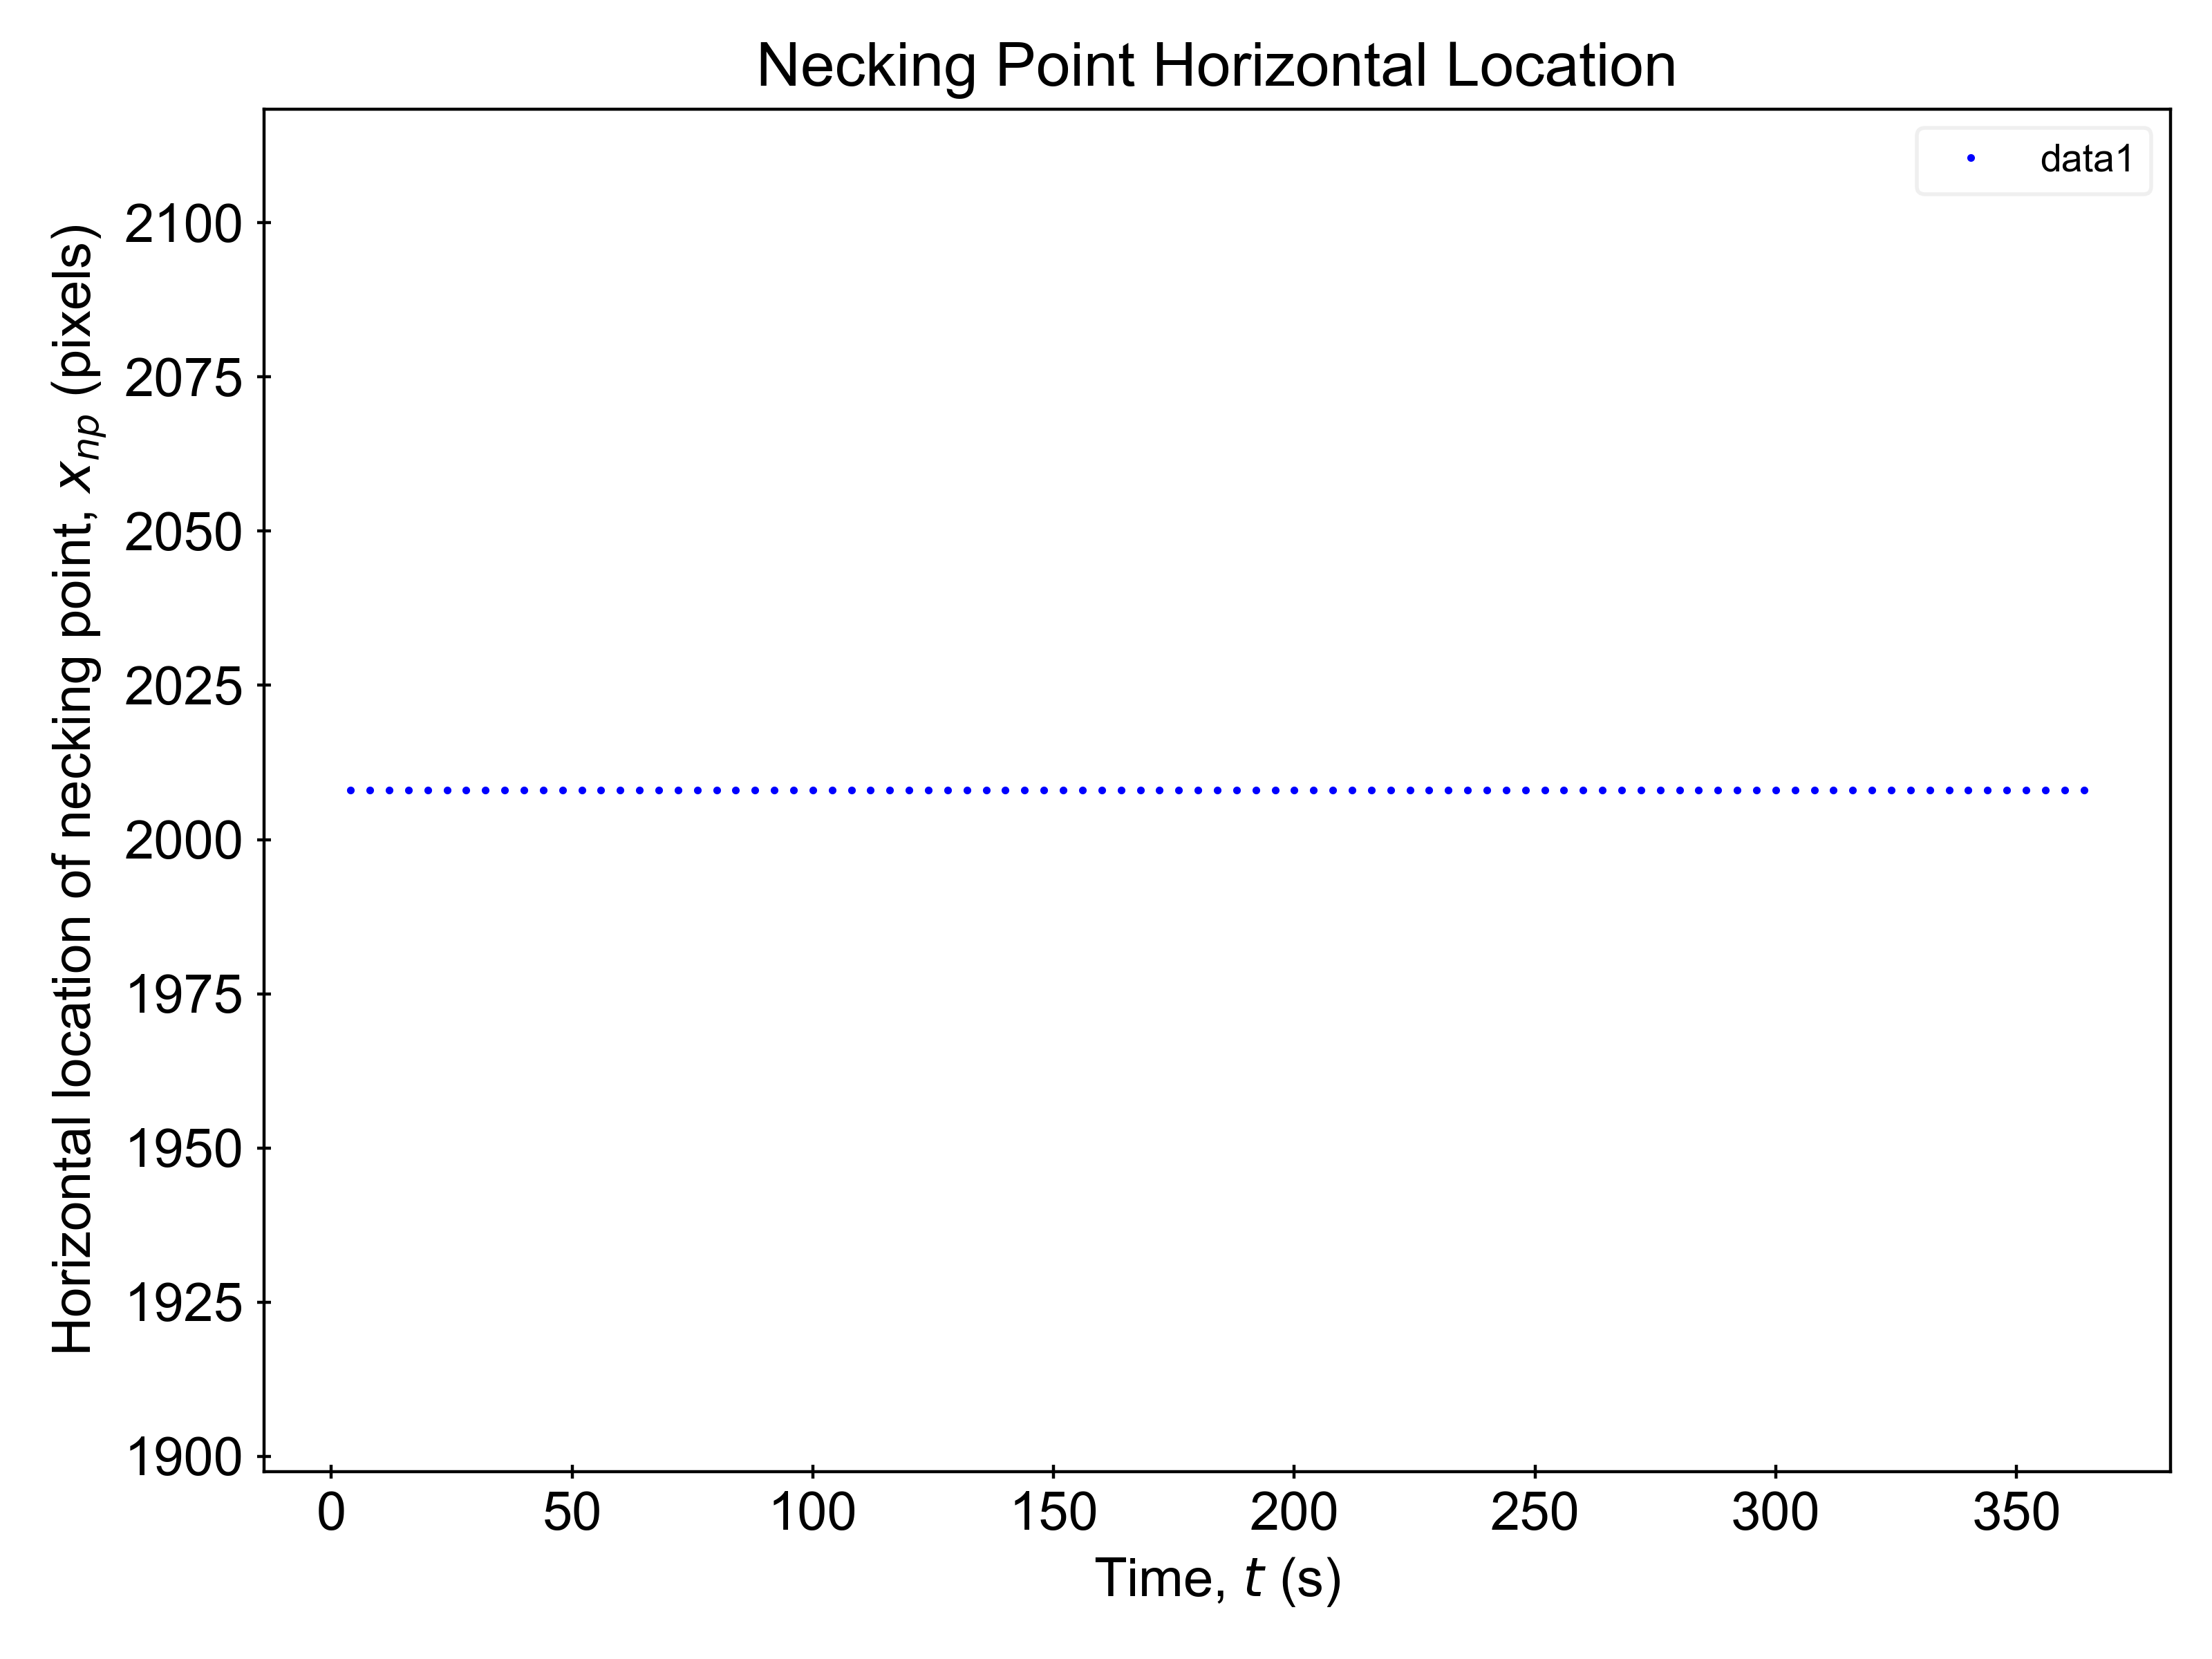 Necking Point Horizontal Location
data1
Horizontal location of necking point, xnp (pixels)
2100
2075
2050
2025
2000
1975
1950
1925
1900
0 50 100 150 200 250 300 350
Time, t (s)